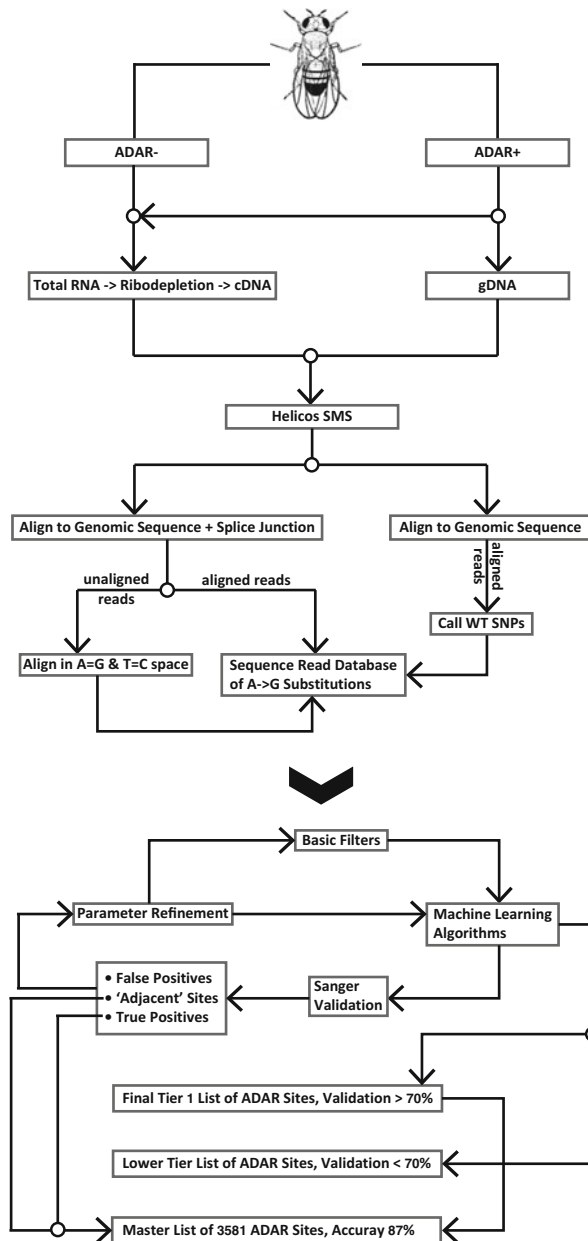 ADAR-
ADAR+
Total RNA -> Ribodepletion -> cDNA
gDNA
Helicos SMS
Align to Genomic Sequence + Splice Junction
Align to Genomic Sequence
unaligned
reads
aligned reads
aligned
reads
Call WT SNPs
Align in A=G & T=C space
Sequence Read Database
of A->G Substitutions
Basic Filters
Parameter Refinement
Machine Learning
Algorithms
• False Positives
• 'Adjacent' Sites
• True Positives
Sanger
Validation
Final Tier 1 List of ADAR Sites, Validation > 70%
Lower Tier List of ADAR Sites, Validation < 70%
Master List of 3581 ADAR Sites, Accuray 87%